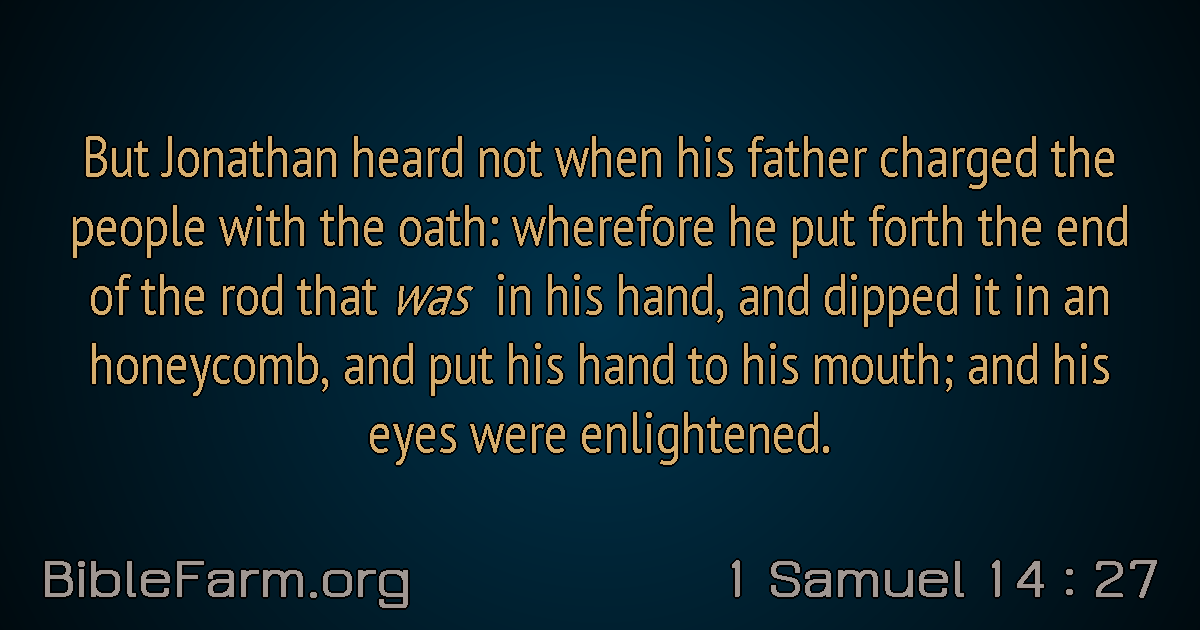 But Jonathan heard not when his father charged the
people with the oath: wherefore he put forth the end
of the rod that was in his hand, and dipped it in an
honeycomb, and put his hand to his mouth; and his
eyes were enlightened.
BibleFarm.org
1 Samuel 14 : 27